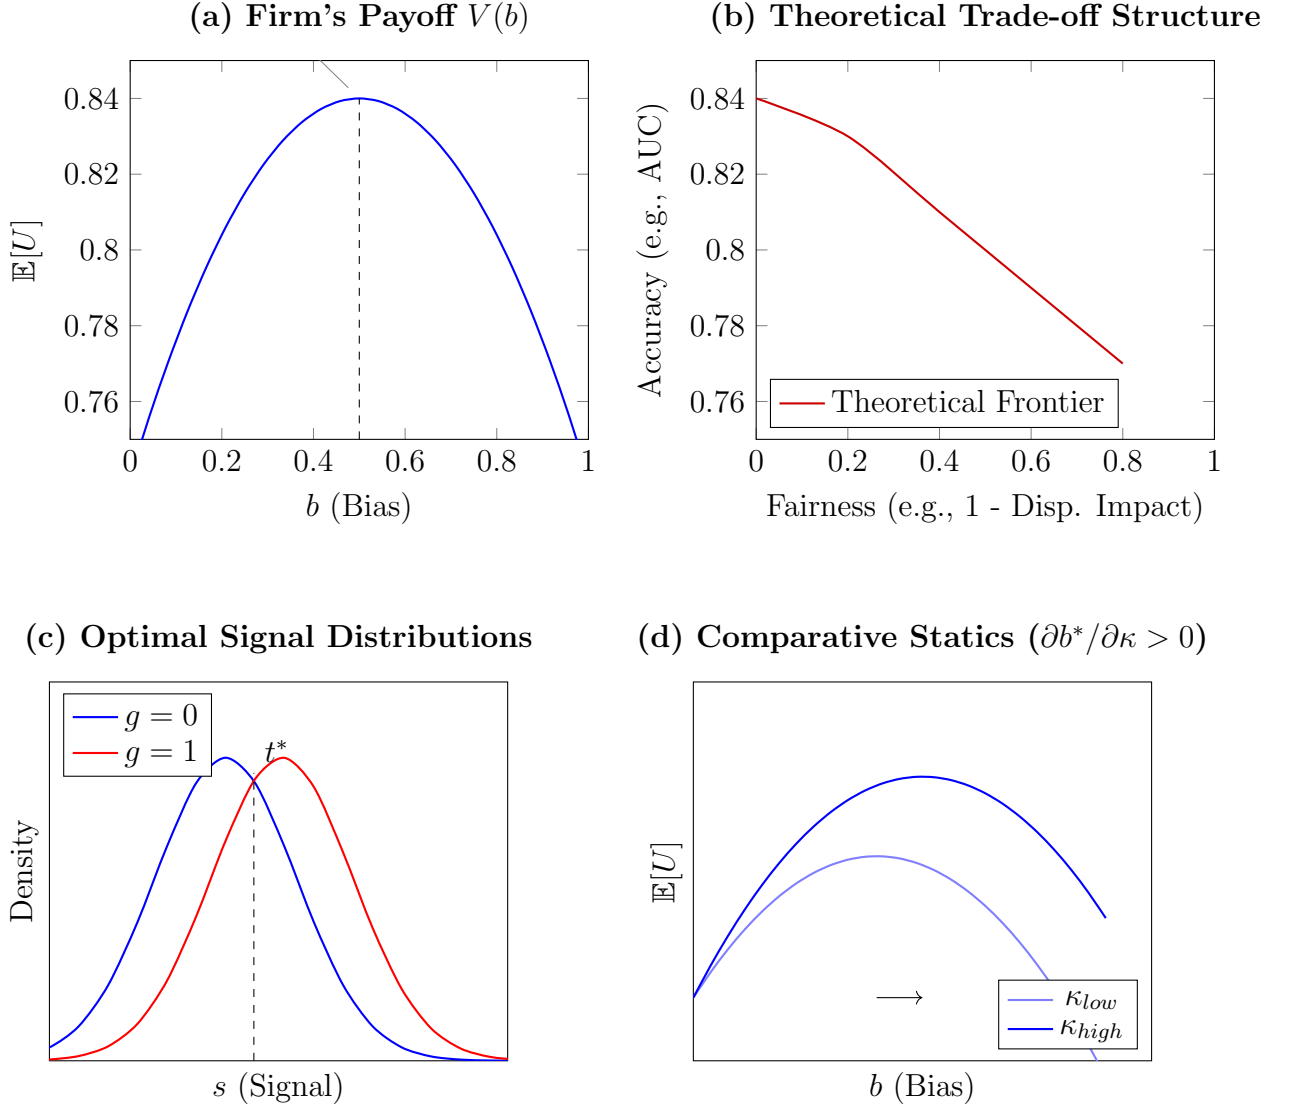 (a) Firm's Payoff V(b)
0.84
0.82
0.8
0.78
0.76
𝔼[U]
0 0.2 0.4 0.6 0.8 1
b (Bias)
(b) Theoretical Trade-off Structure
0.84
0.82
0.8
0.78
0.76
Accuracy (e.g., AUC)
Theoretical Frontier
0 0.2 0.4 0.6 0.8 1
Fairness (e.g., 1 - Disp. Impact)
(c) Optimal Signal Distributions
g = 0
g = 1
t*
Density
s (Signal)
(d) Comparative Statics (∂b*/∂κ > 0)
𝔼[U]
κ_low
κ_high
b (Bias)